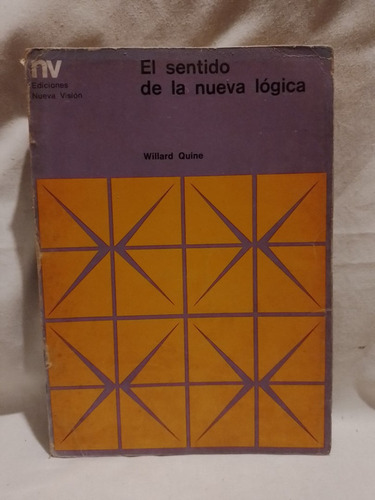 nv
Ediciones
Nueva Visión
El sentido
de la nueva lógica
Willard Quine